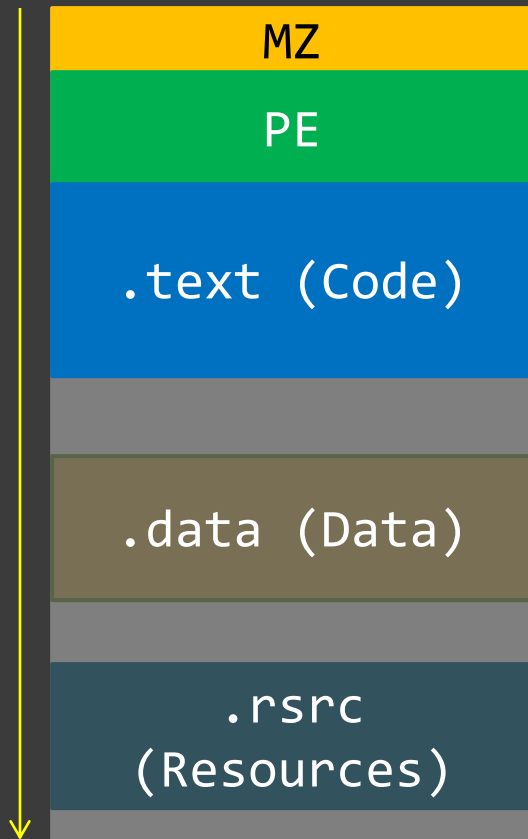 MZ
PE
.text (Code)
.data (Data)
.rsrc
(Resources)